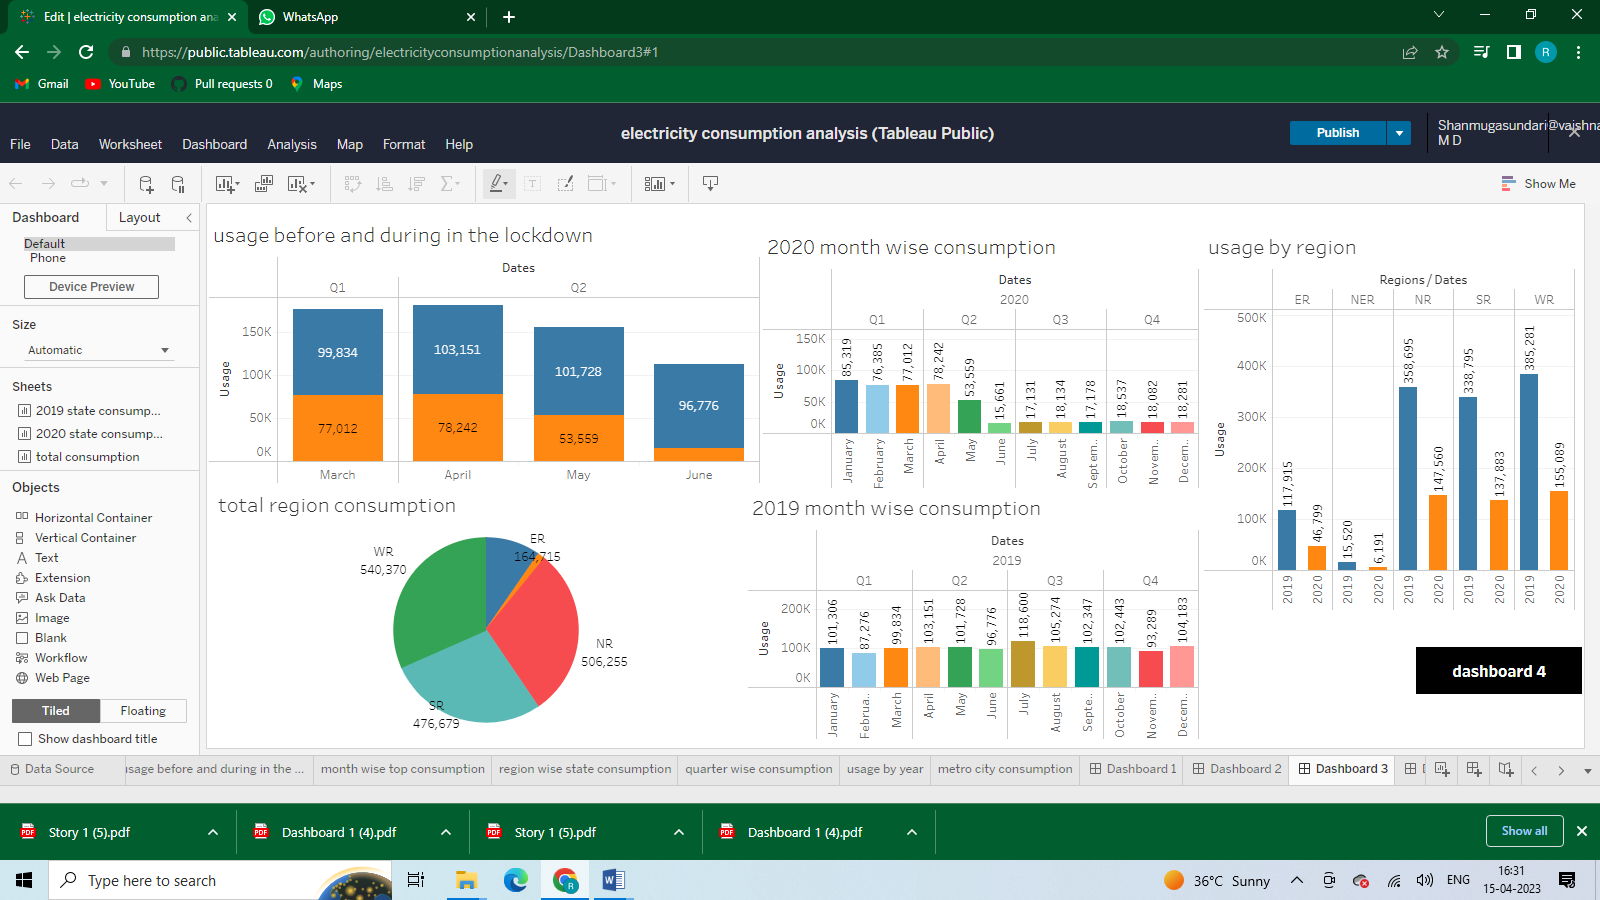 Edit | electricity consumption ana
WhatsApp
https://public.tableau.com/authoring/electricityconsumptionanalysis/Dashboard3#1
R
Gmail
YouTube
Pull requests 0
Maps
electricity consumption analysis (Tableau Public)
Publish
Shanmugasundari@vaishna
M D
File Data Worksheet Dashboard Analysis Map Format Help
Show Me
Dashboard
Layout
Default
Phone
Device Preview
Size
Automatic
Sheets
2019 state consump...
2020 state consump...
total consumption
Objects
Horizontal Container
Vertical Container
Text
Extension
Ask Data
Image
Blank
Workflow
Web Page
Tiled
Floating
Show dashboard title
usage before and during in the lockdown
Dates
Q1 Q2
Usage
150K
100K
50K
0K
99,834
77,012
103,151
78,242
101,728
53,559
96,776
March April May June
2020 month wise consumption
Dates
2020
Q1 Q2 Q3 Q4
Usage
150K
100K
50K
0K
85,319
76,385
77,012
78,242
53,559
15,661
17,131
18,134
17,178
18,537
18,082
18,281
January
February
March
April
May
June
July
August
Septem..
October
Novem..
Decem..
usage by region
Regions / Dates
ER NER NR SR WR
Usage
500K
400K
300K
200K
100K
0K
117,915
46,799
15,520
6,191
358,695
147,560
338,795
137,883
385,281
155,089
2019
2020
2019
2020
2019
2020
2019
2020
2019
2020
total region consumption
ER
164,715
WR
540,370
NR
506,255
SR
476,679
2019 month wise consumption
Dates
2019
Q1 Q2 Q3 Q4
Usage
200K
100K
0K
101,306
87,276
99,834
103,151
101,728
96,776
118,600
105,274
102,347
102,443
93,289
104,183
January
Februa..
March
April
May
June
July
August
Septe..
October
Novem..
Decem..
dashboard 4
Data Source
usage before and during in the ...
month wise top consumption
region wise state consumption
quarter wise consumption
usage by year
metro city consumption
Dashboard 1
Dashboard 2
Dashboard 3
Story 1 (5).pdf
Dashboard 1 (4).pdf
Story 1 (5).pdf
Dashboard 1 (4).pdf
Show all
Type here to search
36°C Sunny
ENG
16:31
15-04-2023